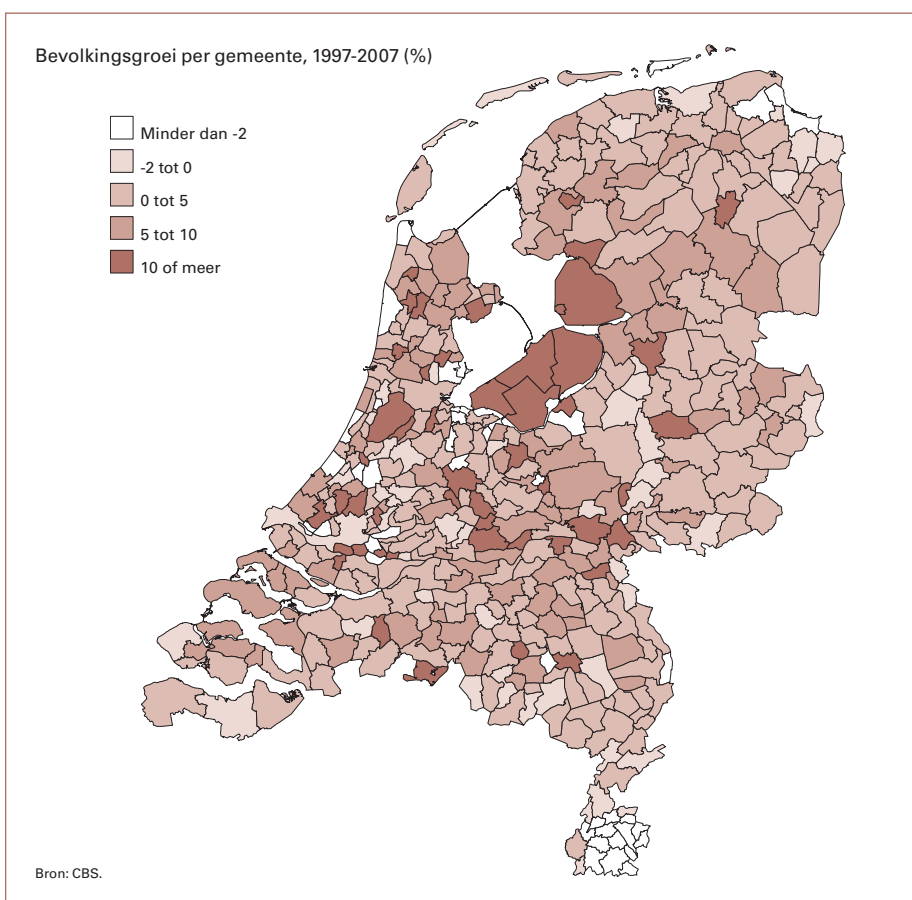 Bevolkingsgroei per gemeente, 1997-2007 (%)
Minder dan -2
-2 tot 0
0 tot 5
5 tot 10
10 of meer
Bron: CBS.